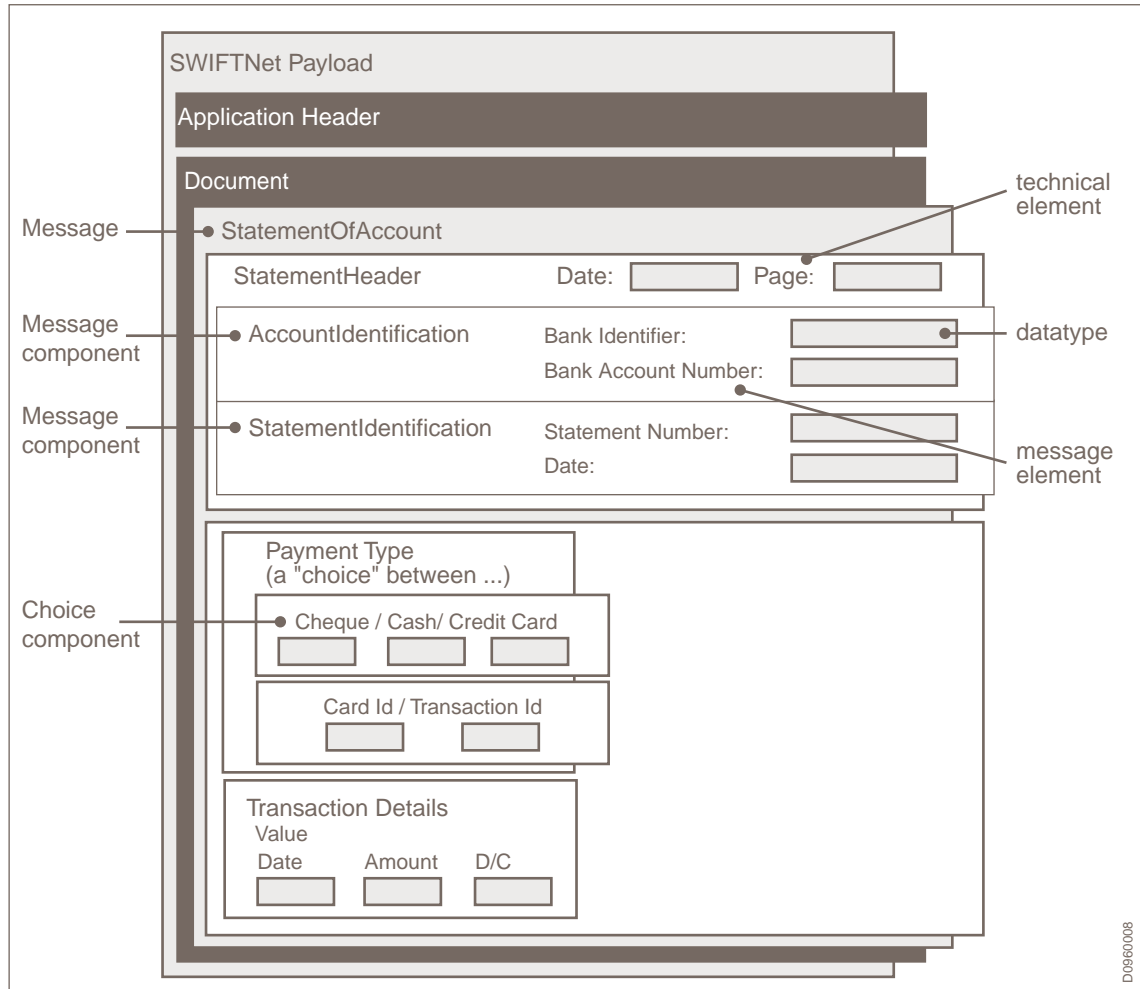 SWIFTNet Payload
Application Header
Document
technical
element
Message
StatementOfAccount
StatementHeader
Date:
Page:
Message
component
AccountIdentification
Bank Identifier:
datatype
Bank Account Number:
Message
component
StatementIdentification
Statement Number:
Date:
message
element
Payment Type
(a "choice" between ...)
Choice
component
Cheque / Cash/ Credit Card
Card Id / Transaction Id
Transaction Details
Value
Date
Amount
D/C
D0960008